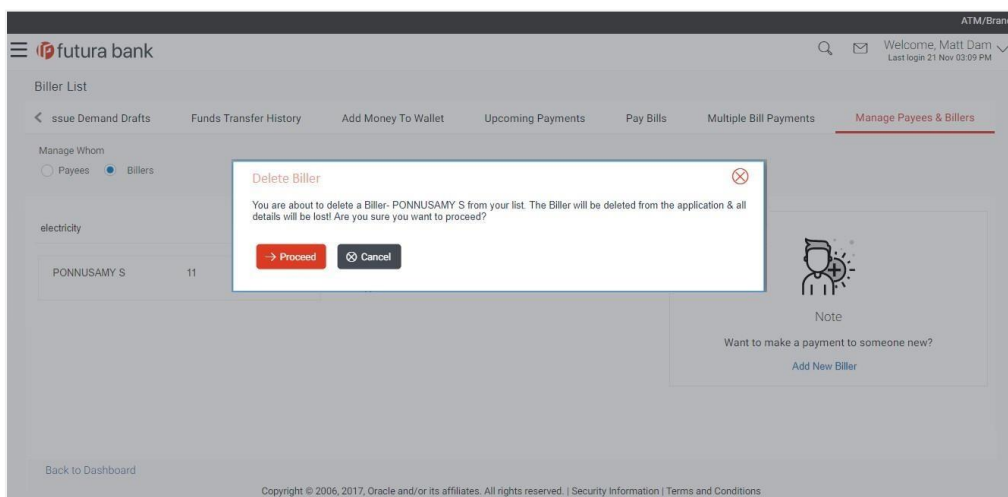 ATM/Bran
futura bank
Welcome, Matt Dam
Last login 21 Nov 03:09 PM
Biller List
ssue Demand Drafts Funds Transfer History Add Money To Wallet Upcoming Payments Pay Bills Multiple Bill Payments Manage Payees & Billers
Manage Whom
Payees Billers
Delete Biller
You are about to delete a Biller- PONNUSAMY S from your list. The Biller will be deleted from the application & all
details will be lost! Are you sure you want to proceed?
Proceed Cancel
electricity
PONNUSAMY S 11
Note
Want to make a payment to someone new?
Add New Biller
Back to Dashboard
Copyright © 2006, 2017, Oracle and/or its affiliates. All rights reserved. | Security Information | Terms and Conditions